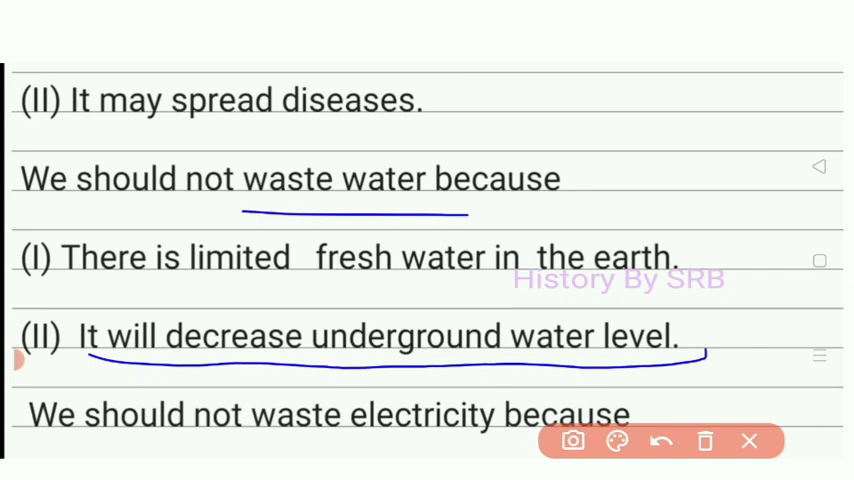 (II) It may spread diseases.
We should not waste water because
(I) There is limited fresh water in the earth.
History By SRB
(II) It will decrease underground water level.
We should not waste electricity because